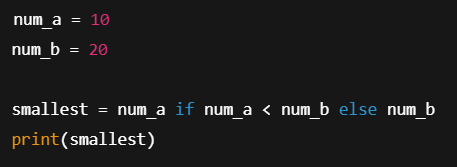 num_a = 10
num_b = 20
smallest = num_a if num_a < num_b else num_b
print(smallest)